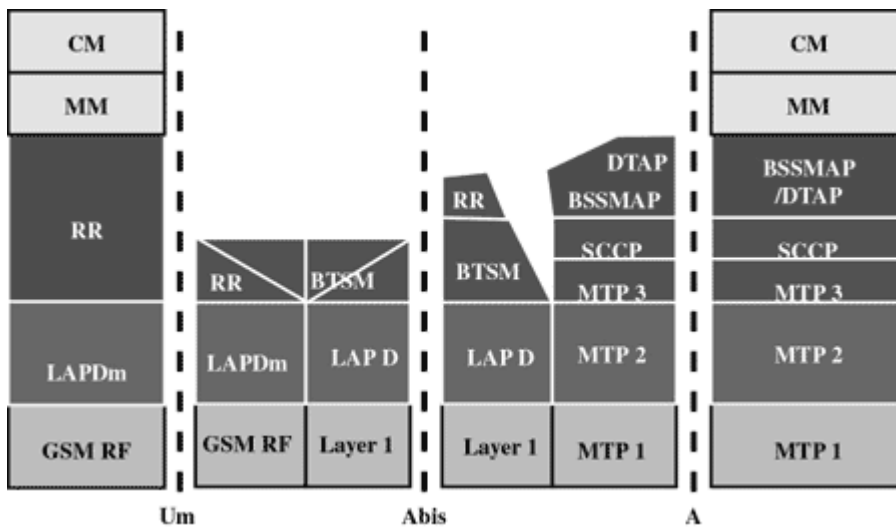 CM
MM
RR
LAPDm
GSM RF
RR
BTSM
LAPDm
LAP D
GSM RF
Layer 1
RR
BTSM
LAP D
Layer 1
DTAP
BSSMAP
SCCP
MTP 3
MTP 2
MTP 1
CM
MM
BSSMAP
/DTAP
SCCP
MTP 3
MTP 2
MTP 1
Um
Abis
A